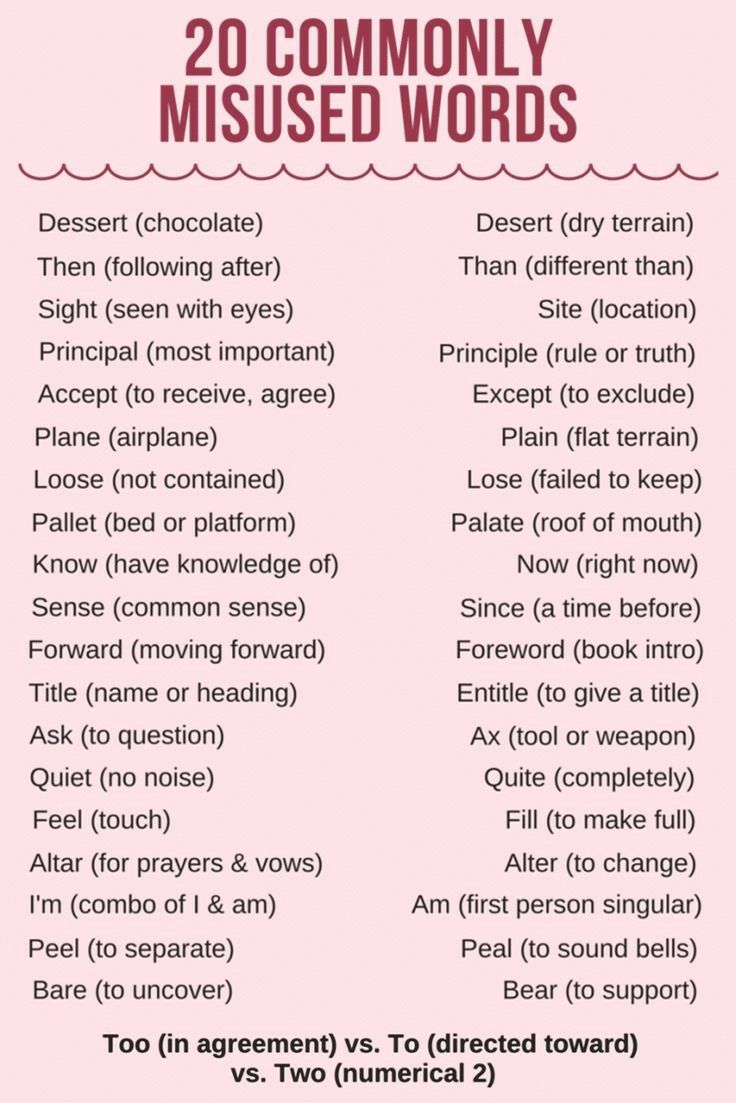 20 COMMONLY
MISUSED WORDS
Dessert (chocolate) Desert (dry terrain)
Then (following after) Than (different than)
Sight (seen with eyes) Site (location)
Principal (most important) Principle (rule or truth)
Accept (to receive, agree) Except (to exclude)
Plane (airplane) Plain (flat terrain)
Loose (not contained) Lose (failed to keep)
Pallet (bed or platform) Palate (roof of mouth)
Know (have knowledge of) Now (right now)
Sense (common sense) Since (a time before)
Forward (moving forward) Foreword (book intro)
Title (name or heading) Entitle (to give a title)
Ask (to question) Ax (tool or weapon)
Quiet (no noise) Quite (completely)
Feel (touch) Fill (to make full)
Altar (for prayers & vows) Alter (to change)
I'm (combo of I & am) Am (first person singular)
Peel (to separate) Peal (to sound bells)
Bare (to uncover) Bear (to support)
Too (in agreement) vs. To (directed toward)
vs. Two (numerical 2)